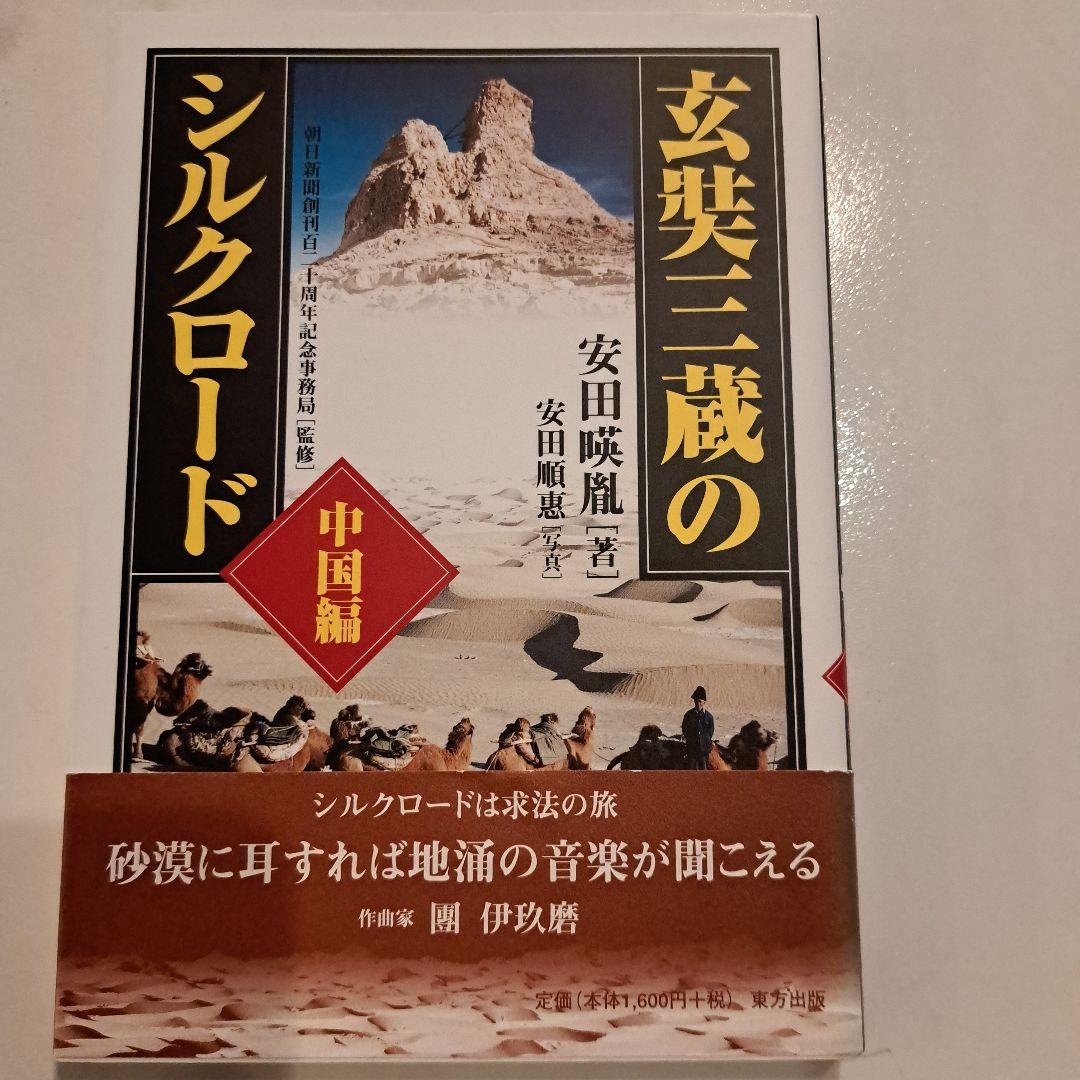 玄奘三蔵の
シルクロード
中国編
安田暎胤[著]
安田順惠[写真]
朝日新聞創刊百二十周年記念事務局[監修]
シルクロードは求法の旅
砂漠に耳すれば地涌の音楽が聞こえる
作曲家 團 伊玖磨
定価(本体1,600円+税) 東方出版